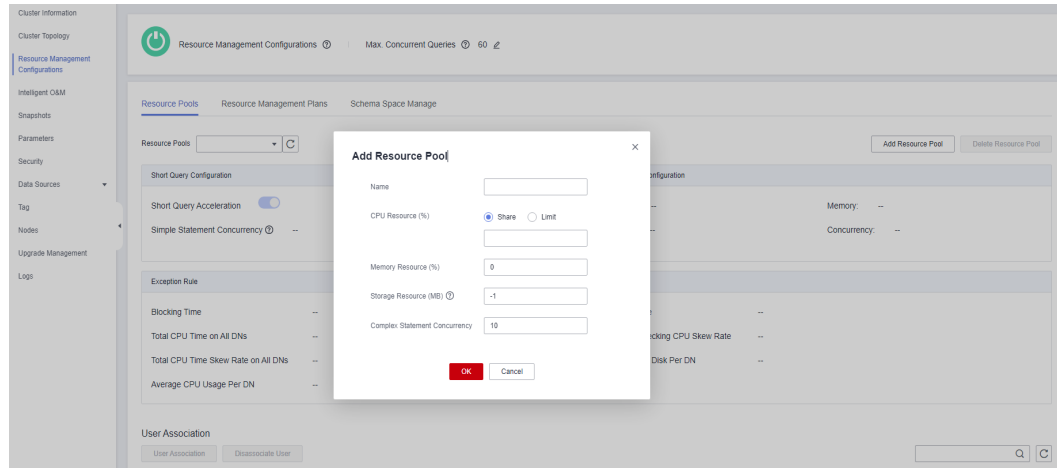 Cluster Information
Cluster Topology
Resource Management
Configurations
Intelligent O&M
Snapshots
Parameters
Security
Data Sources
Tag
Nodes
Upgrade Management
Logs
Resource Management Configurations
Max. Concurrent Queries 60
Resource Pools Resource Management Plans Schema Space Manage
Resource Pools
Add Resource Pool Delete Resource Pool
Short Query Configuration
onfiguration
Short Query Acceleration
-- Memory: --
Simple Statement Concurrency --
-- Concurrency: --
Exception Rule
Blocking Time --
--
Total CPU Time on All DNs --
ecking CPU Skew Rate --
Total CPU Time Skew Rate on All DNs --
Disk Per DN --
Average CPU Usage Per DN --
User Association
User Association Disassociate User
Add Resource Pool
Name
CPU Resource (%) Share Limit
Memory Resource (%) 0
Storage Resource (MB) -1
Complex Statement Concurrency 10
OK Cancel